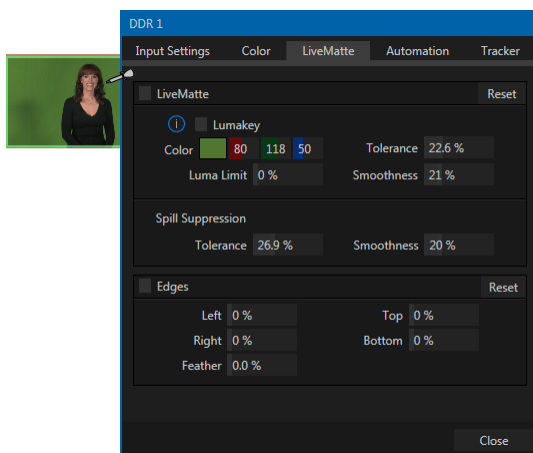 DDR 1
Input Settings Color LiveMatte Automation Tracker
LiveMatte Reset
i Lumakey
Color 80 118 50 Tolerance 22.6 %
Luma Limit 0 % Smoothness 21 %
Spill Suppression
Tolerance 26.9 % Smoothness 20 %
Edges Reset
Left 0 % Top 0 %
Right 0 % Bottom 0 %
Feather 0.0 %
Close